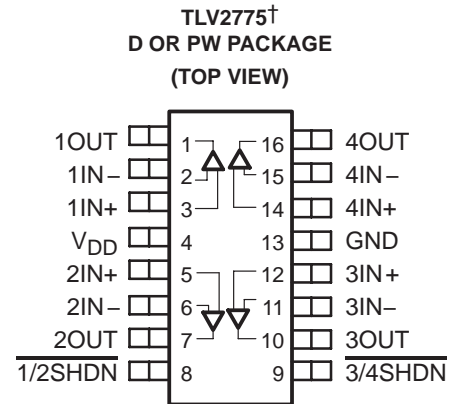 TLV2775†
D OR PW PACKAGE
(TOP VIEW)
1OUT 1 16 4OUT
1IN− 2 15 4IN−
1IN+ 3 14 4IN+
VDD 4 13 GND
2IN+ 5 12 3IN+
2IN− 6 11 3IN−
2OUT 7 10 3OUT
1/2SHDN 8 9 3/4SHDN